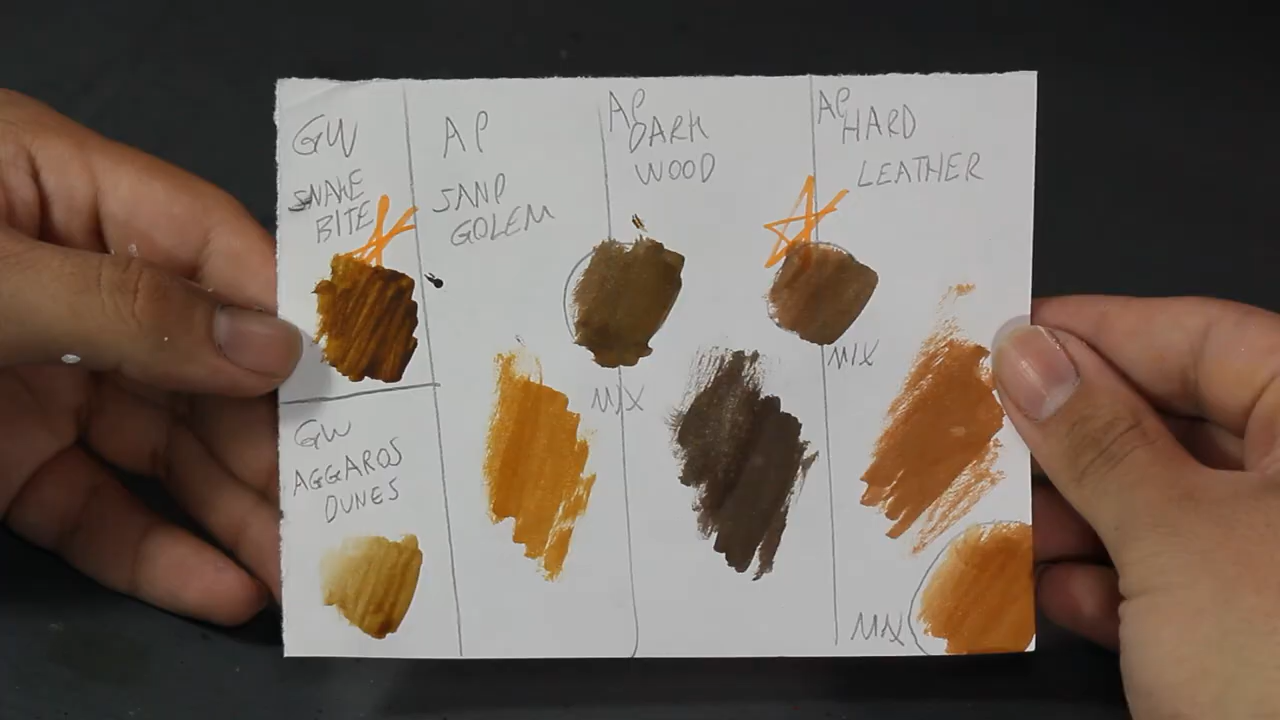 GW
SNAKE
BITE
GW
AGGAROS
DUNES
AP
SAND
GOLEM
AP
DARK
WOOD
MIX
AP
HARD
LEATHER
MIX
MIX